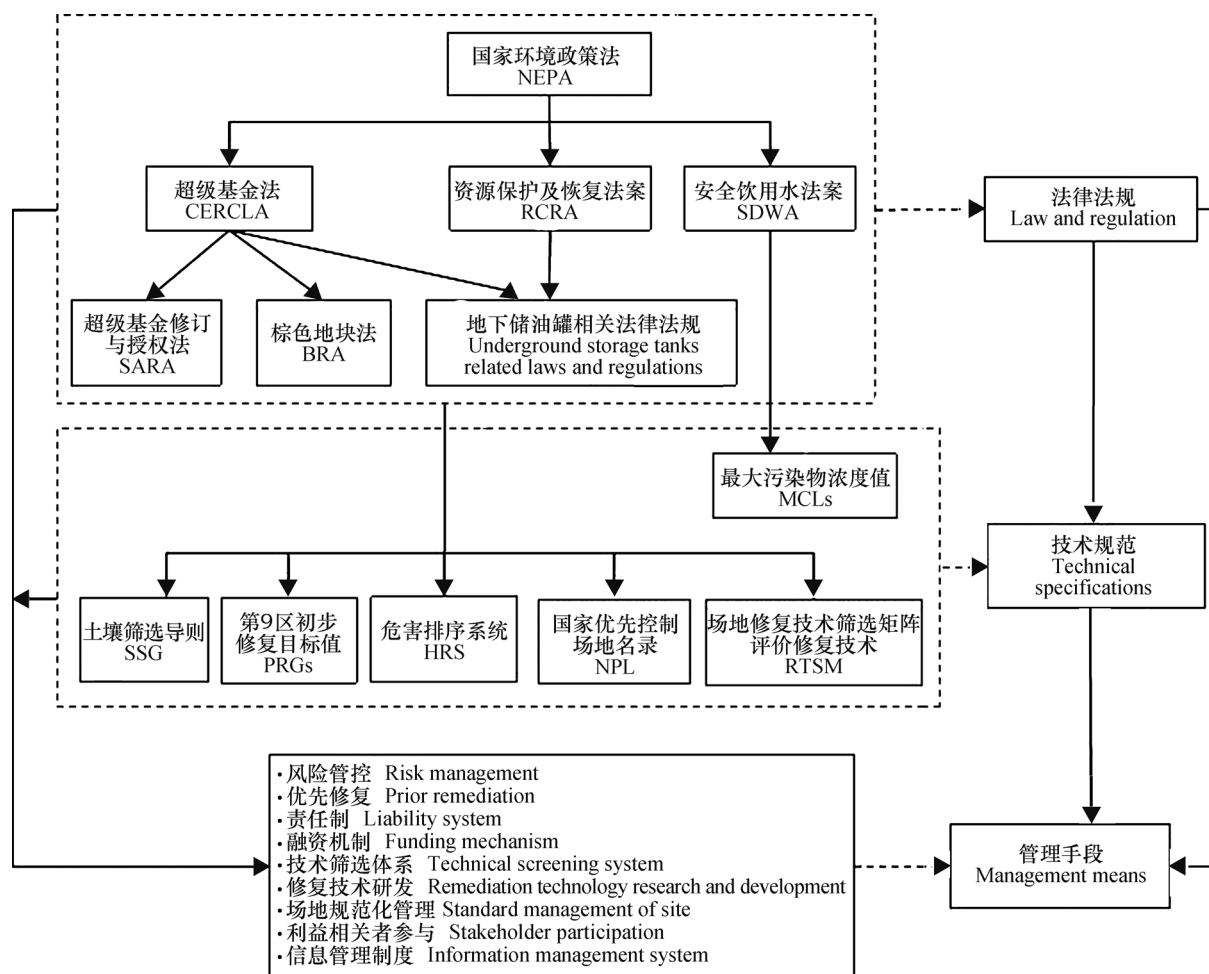 国家环境政策法
NEPA
超级基金法
CERCLA
资源保护及恢复法案
RCRA
安全饮用水法案
SDWA
法律法规
Law and regulation
超级基金修订
与授权法
SARA
棕色地块法
BRA
地下储油罐相关法律法规
Underground storage tanks
related laws and regulations
最大污染物浓度值
MCLs
技术规范
Technical
specifications
土壤筛选导则
SSG
第9区初步
修复目标值
PRGs
危害排序系统
HRS
国家优先控制
场地名录
NPL
场地修复技术筛选矩阵
评价修复技术
RTSM
·风险管控 Risk management
·优先修复 Prior remediation
·责任制 Liability system
·融资机制 Funding mechanism
·技术筛选体系 Technical screening system
·修复技术研发 Remediation technology research and development
·场地规范化管理 Standard management of site
·利益相关者参与 Stakeholder participation
·信息管理制度 Information management system
管理手段
Management means